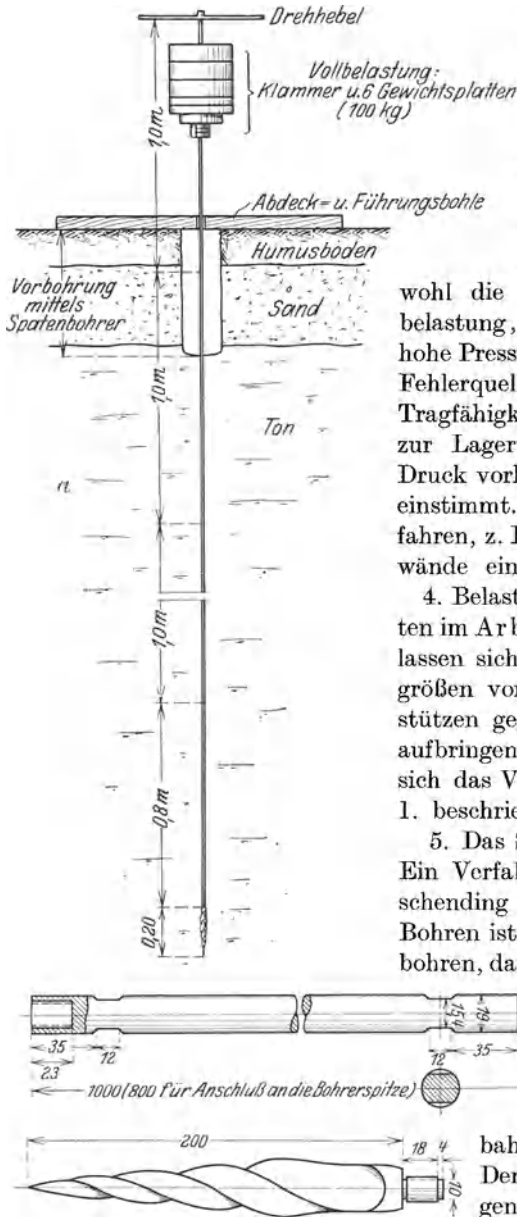 Drehhebel
Vollbelastung:
Klammer u. 6 Gewichtsplatten
(100 kg)
1,0m
Abdeck= u. Führungsbohle
Humusboden
Vorbohrung
mittels
Spatenbohrer
Sand
1,0m
Ton
n
1,0m
0,8m
0,20
wohl die
belastung,
hohe Press
Fehlerquel
Tragfähigk
zur Lager
Druck vorl
einstimmt.
fahren, z. I
wände ein
4. Belast
ten im Arb
lassen sich
größen vor
stützen ge
aufbringen
sich das V
1. beschrie
5. Das S
Ein Verfah
schending
Bohren ist
bohren, da
35
12
23
15,4
19
12
35
1000 (800 für Anschluß an die Bohrerspitze)
200
18
4
10
bah
Der
gen